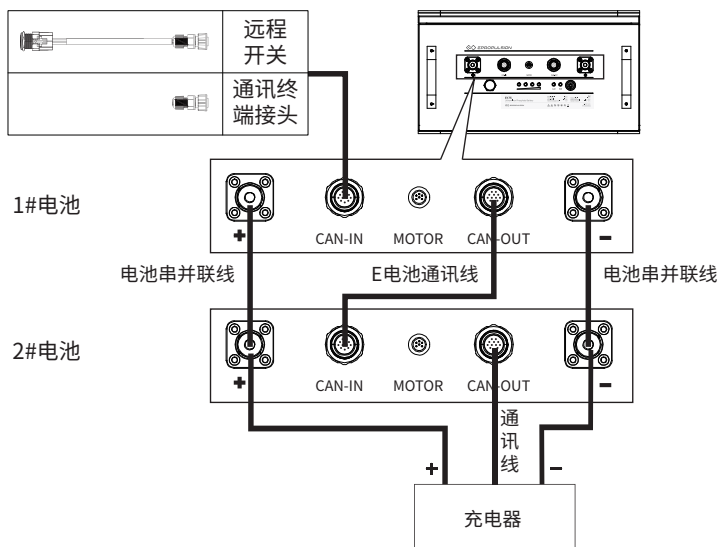 远程
开关
通讯终
端接头
EPROPULSION
1#电池
+
CAN-IN
MOTOR
CAN-OUT
−
电池串并联线
E电池通讯线
电池串并联线
2#电池
+
CAN-IN
MOTOR
CAN-OUT
−
通
讯
线
+
−
充电器